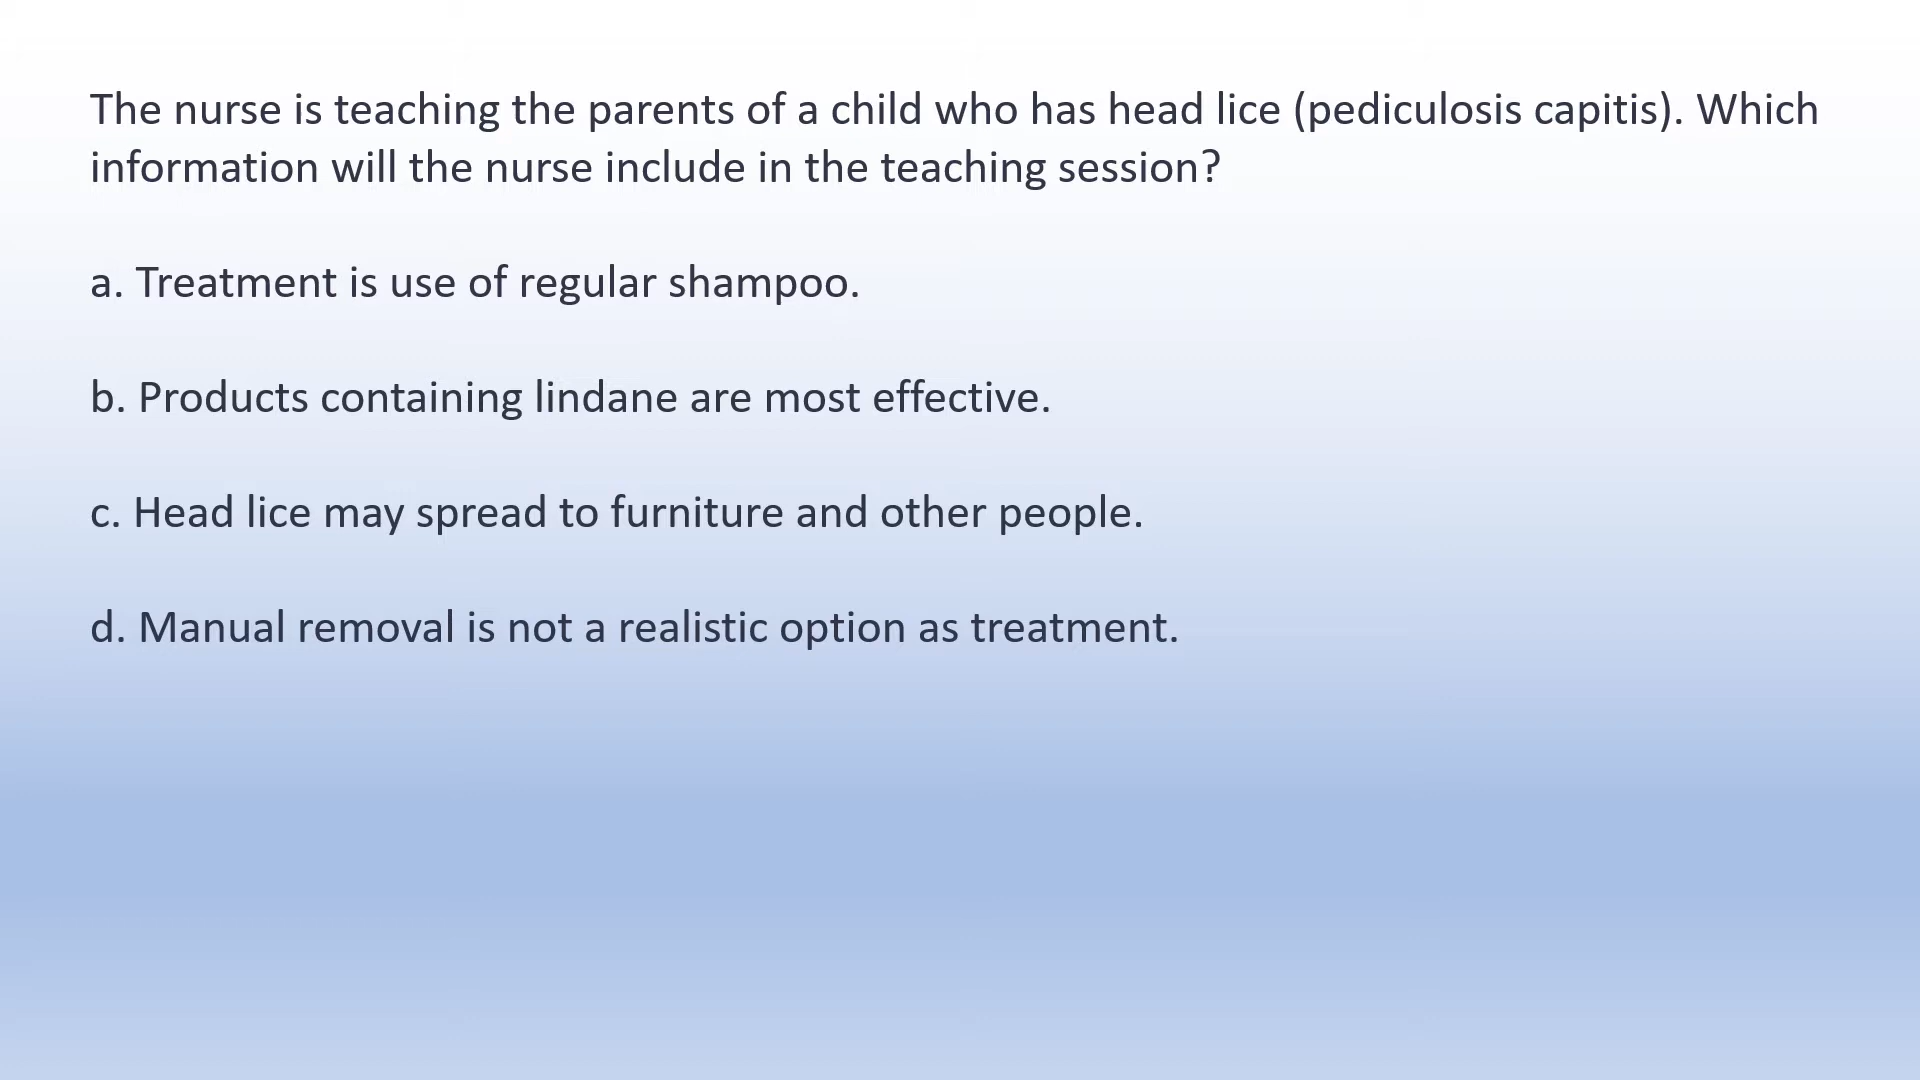 The nurse is teaching the parents of a child who has head lice (pediculosis capitis). Which
information will the nurse include in the teaching session?
a. Treatment is use of regular shampoo.
b. Products containing lindane are most effective.
c. Head lice may spread to furniture and other people.
d. Manual removal is not a realistic option as treatment.